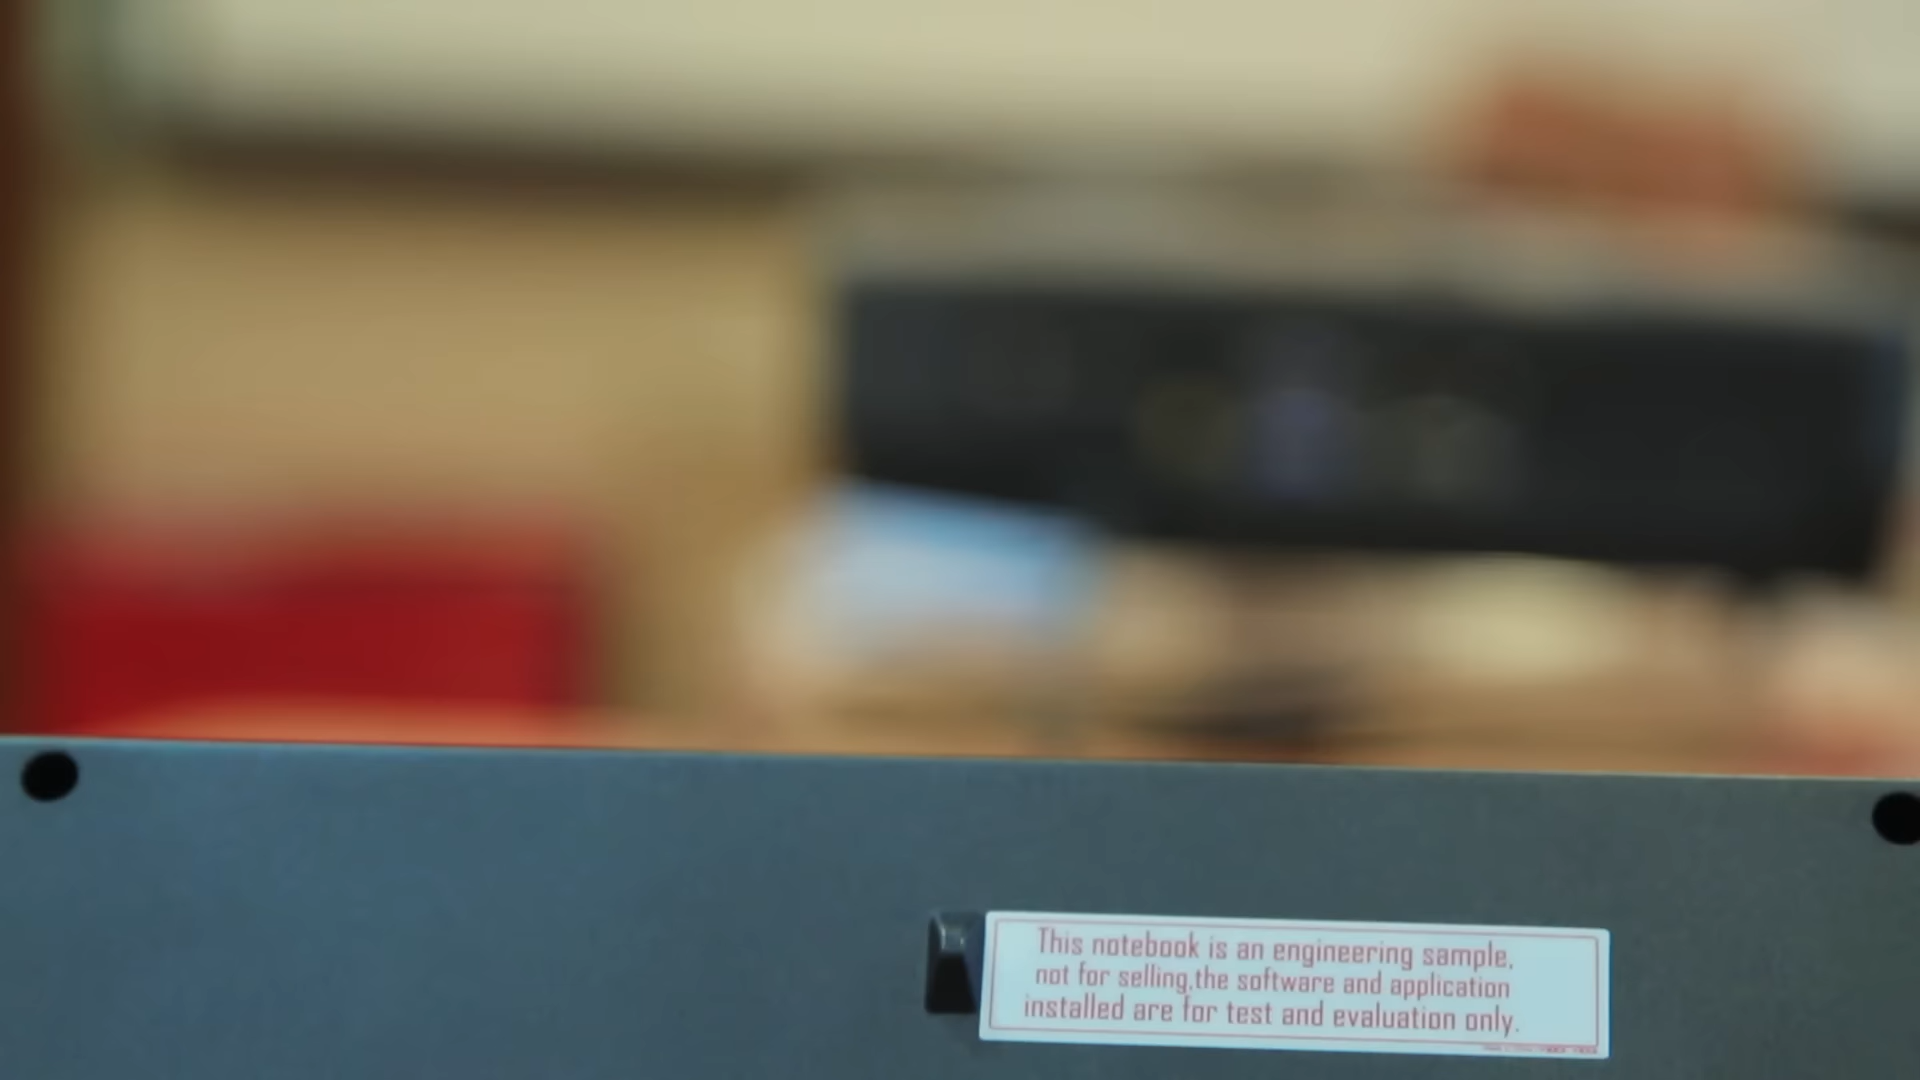 This notebook is an engineering sample,
not for selling,the software and application
installed are for test and evaluation only.